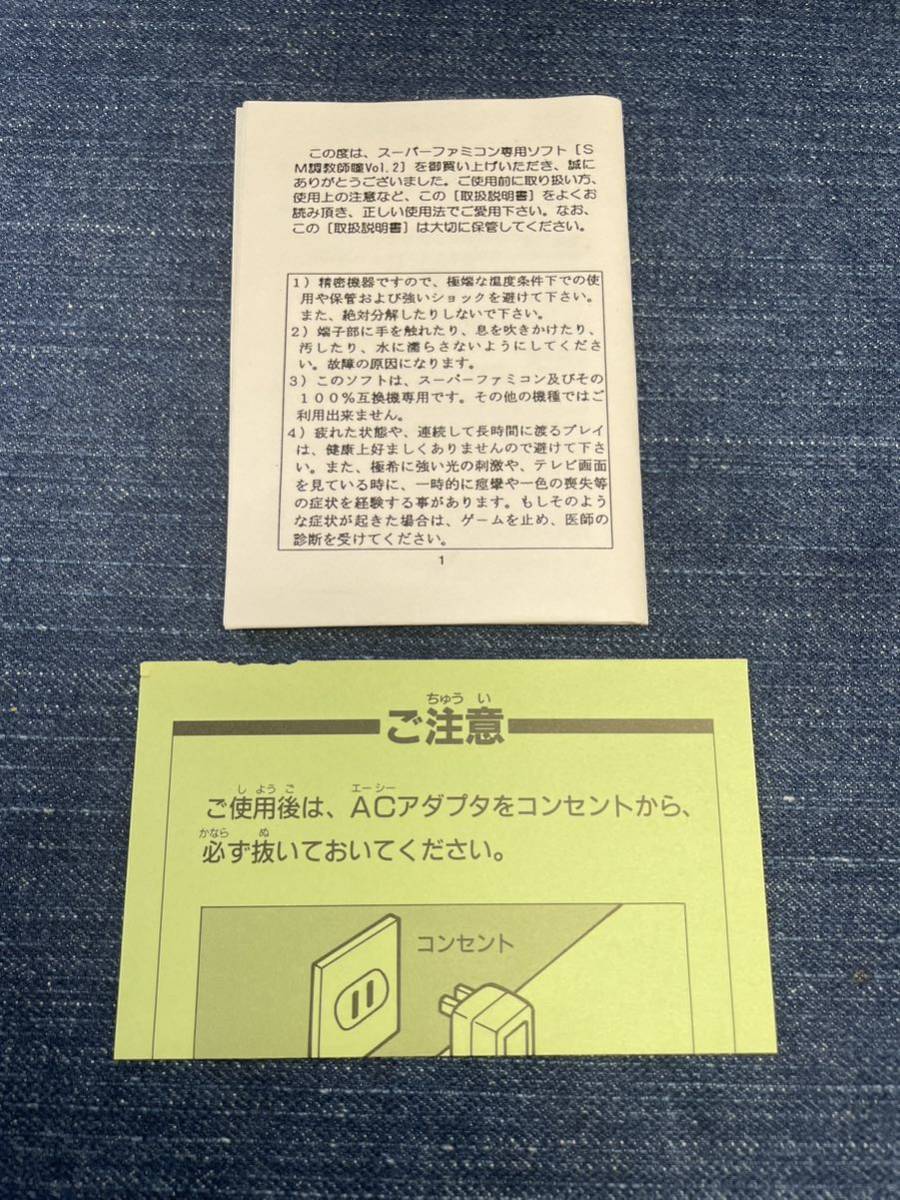 この度は、スーパーファミコン専用ソフト［S
M調教師瞳Vol.2］を御買い上げいただき、誠に
ありがとうございました。ご使用前に取り扱い方、
使用上の注意など、この［取扱説明書］をよくお
読み頂き、正しい使用法でご愛用下さい。なお、
この［取扱説明書］は大切に保管してください。
1）精密機器ですので、極端な温度条件下での使
用や保管および強いショックを避けて下さい。
また、絶対分解したりしないで下さい。
2）端子部に手を触れたり、息を吹きかけたり、
汚したり、水に濡らさないようにしてくださ
い。故障の原因になります。
3）このソフトは、スーパーファミコン及びその
100％互換機専用です。その他の機種ではご
利用出来ません。
4）疲れた状態や、連続して長時間に渡るプレイ
は、健康上好ましくありませんので避けて下さ
い。また、極希に強い光の刺激や、テレビ画面
を見ている時に、一時的に痙攣や一色の喪失等
の症状を経験する事があります。もしそのよう
な症状が起きた場合は、ゲームを止め、医師の
診断を受けてください。
1
ちゅうい
ご注意
しようご エーシー
ご使用後は、ACアダプタをコンセントから、
かなら ぬ
必ず抜いておいてください。
コンセント